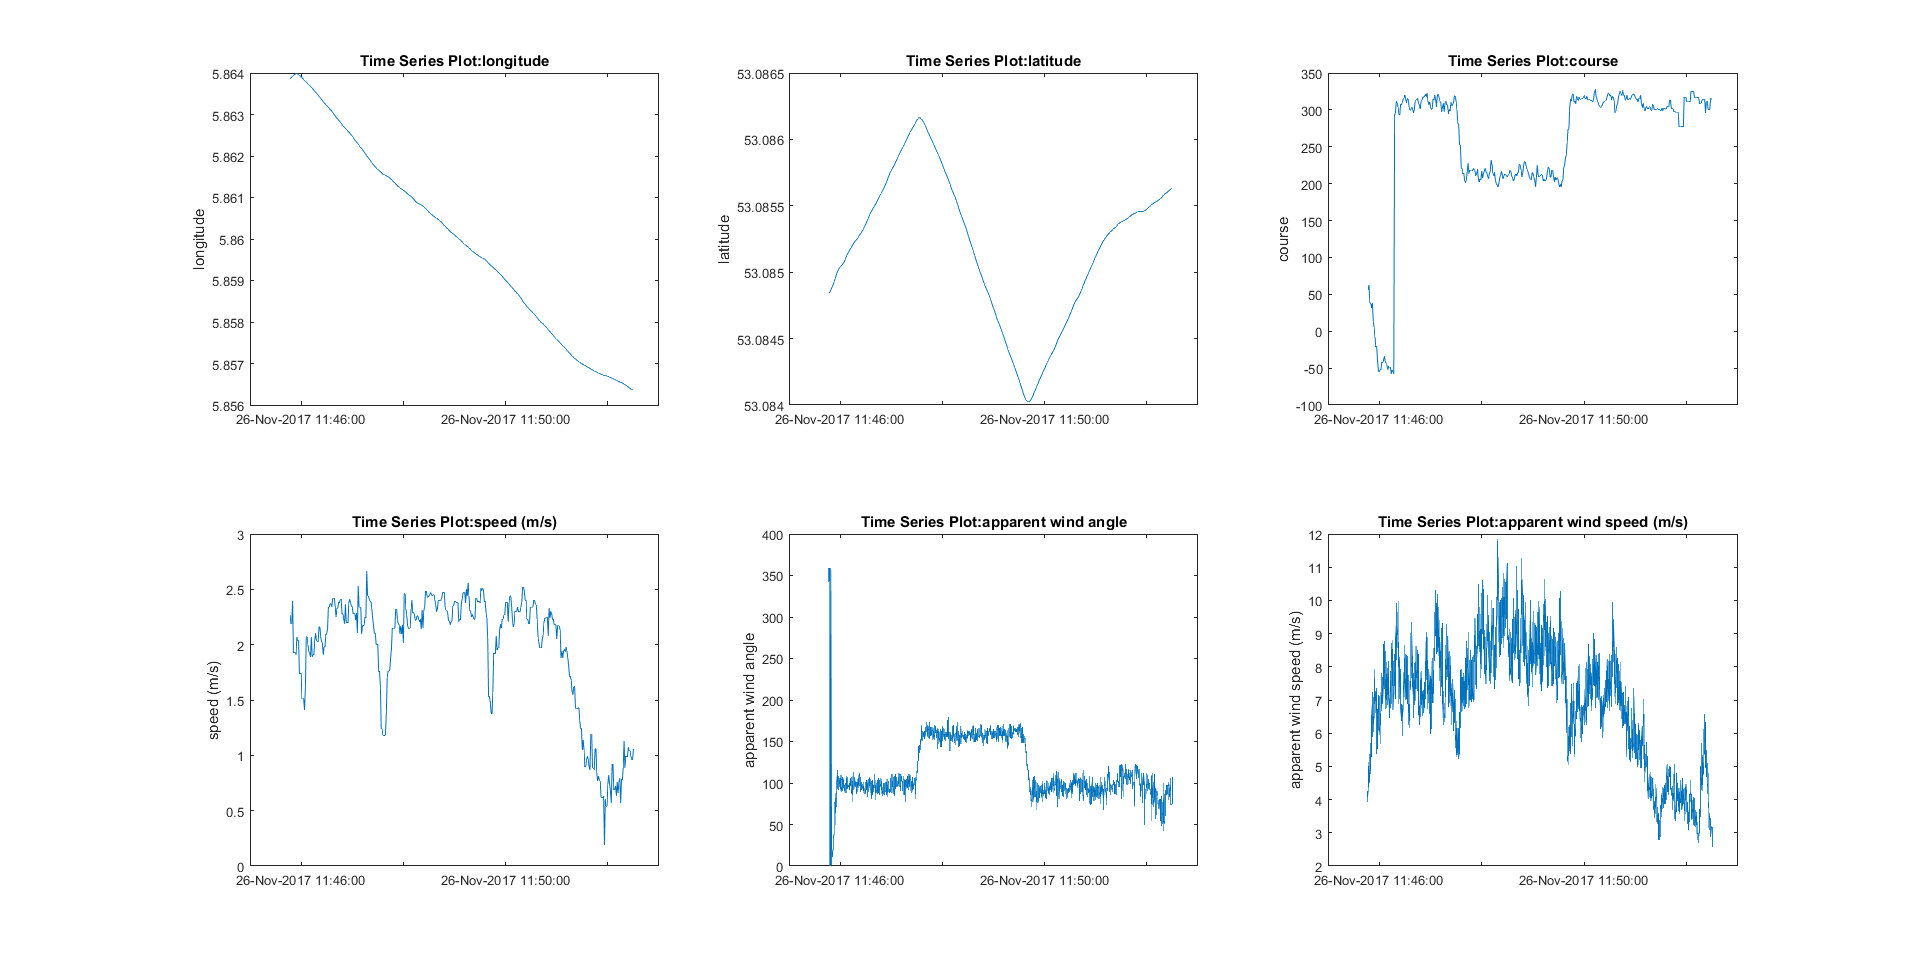 Time Series Plot:longitude
longitude
5.864
5.863
5.862
5.861
5.86
5.859
5.858
5.857
5.856
26-Nov-2017 11:46:00
26-Nov-2017 11:50:00
Time Series Plot:latitude
latitude
53.0865
53.086
53.0855
53.085
53.0845
53.084
26-Nov-2017 11:46:00
26-Nov-2017 11:50:00
Time Series Plot:course
course
350
300
250
200
150
100
50
0
-50
-100
26-Nov-2017 11:46:00
26-Nov-2017 11:50:00
Time Series Plot:speed (m/s)
speed (m/s)
3
2.5
2
1.5
1
0.5
0
26-Nov-2017 11:46:00
26-Nov-2017 11:50:00
Time Series Plot:apparent wind angle
apparent wind angle
400
350
300
250
200
150
100
50
0
26-Nov-2017 11:46:00
26-Nov-2017 11:50:00
Time Series Plot:apparent wind speed (m/s)
apparent wind speed (m/s)
12
11
10
9
8
7
6
5
4
3
2
26-Nov-2017 11:46:00
26-Nov-2017 11:50:00